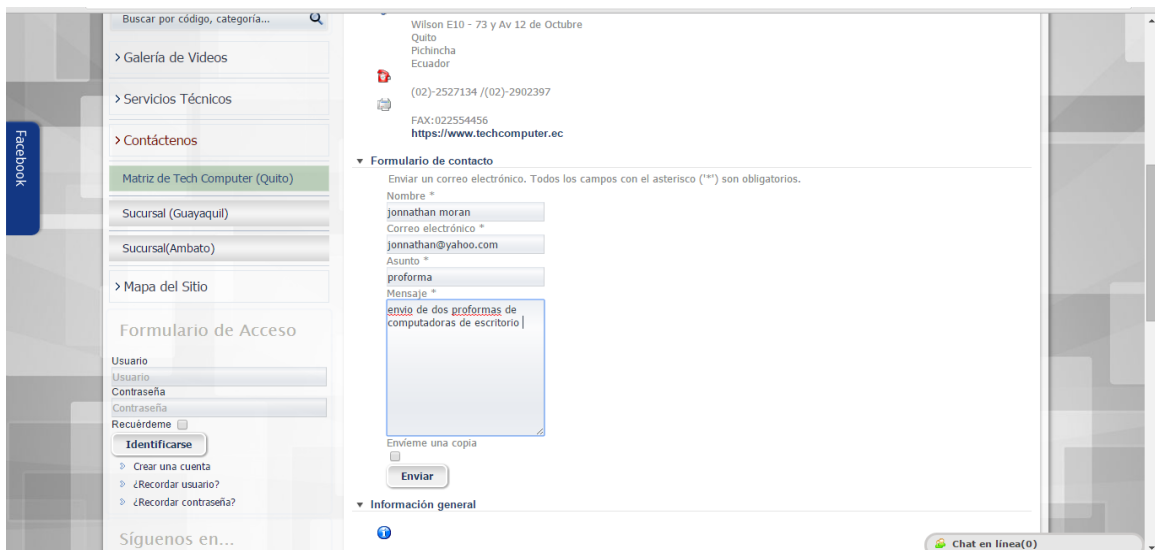 Buscar por código, categoría...
Galería de Videos
Servicios Técnicos
Contáctenos
Matriz de Tech Computer (Quito)
Sucursal (Guayaquil)
Sucursal(Ambato)
Mapa del Sitio
Formulario de Acceso
Usuario
Usuario
Contraseña
Contraseña
Recuérdeme
Identificarse
Crear una cuenta
¿Recordar usuario?
¿Recordar contraseña?
Síguenos en...
Facebook
Wilson E10 - 73 y Av 12 de Octubre
Quito
Pichincha
Ecuador
(02)-2527134 /(02)-2902397
FAX:022554456
https://www.techcomputer.ec
Formulario de contacto
Enviar un correo electrónico. Todos los campos con el asterisco ('*') son obligatorios.
Nombre *
jonnathan moran
Correo electrónico *
jonnathan@yahoo.com
Asunto *
proforma
Mensaje *
envio de dos proformas de
computadoras de escritorio
Envíeme una copia
Enviar
Información general
Chat en línea(0)